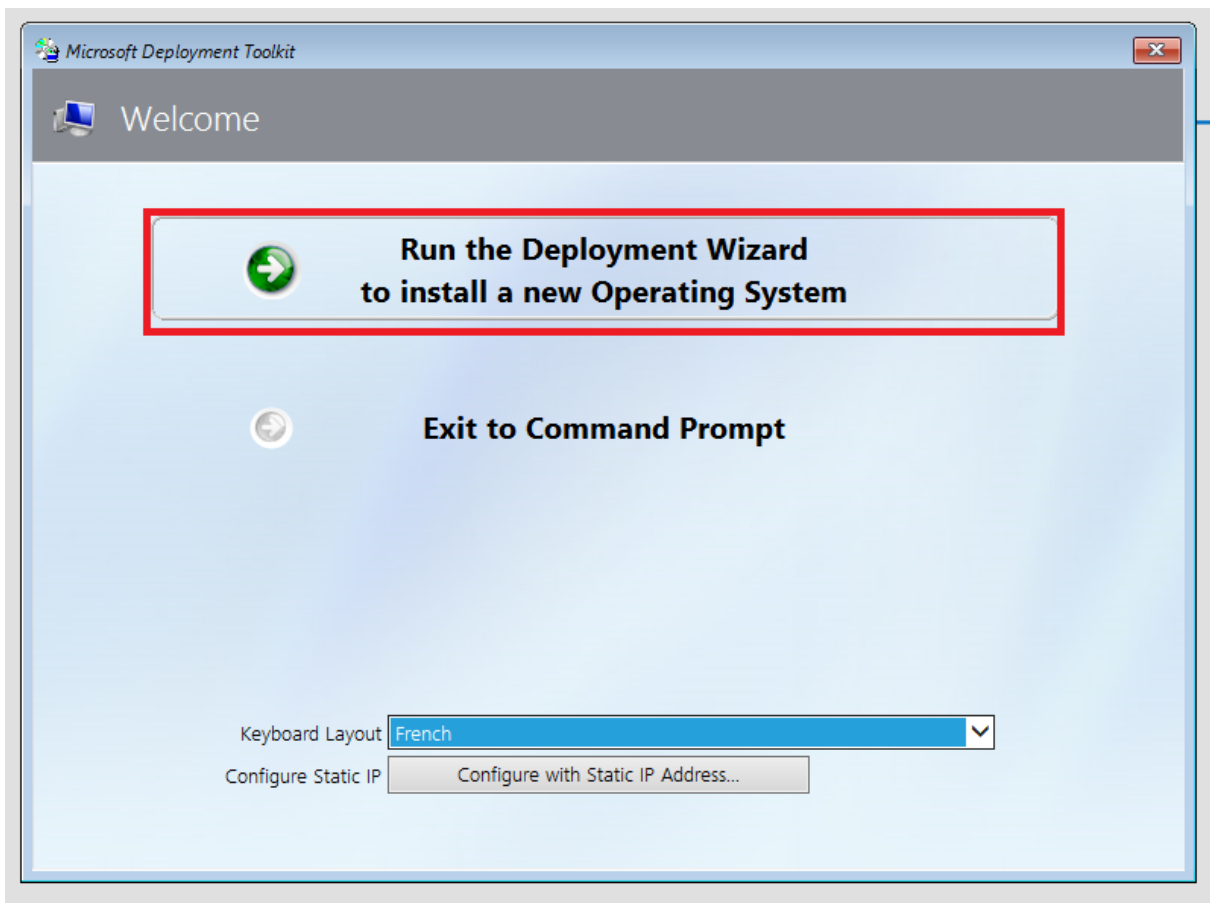 Microsoft Deployment Toolkit
Welcome
Run the Deployment Wizard
to install a new Operating System
Exit to Command Prompt
Keyboard Layout French
Configure Static IP Configure with Static IP Address...